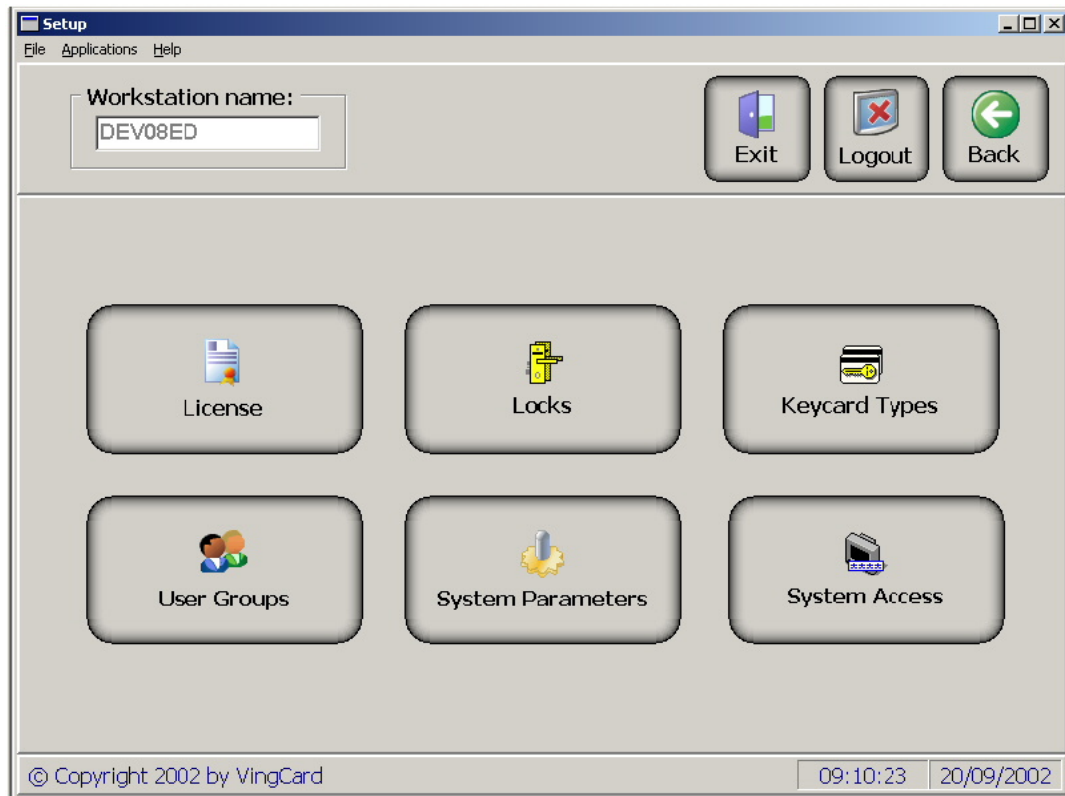 Setup
File Applications Help
Workstation name:
DEV08ED
Exit
Logout
Back
License
Locks
Keycard Types
User Groups
System Parameters
System Access
****
© Copyright 2002 by VingCard
09:10:23
20/09/2002